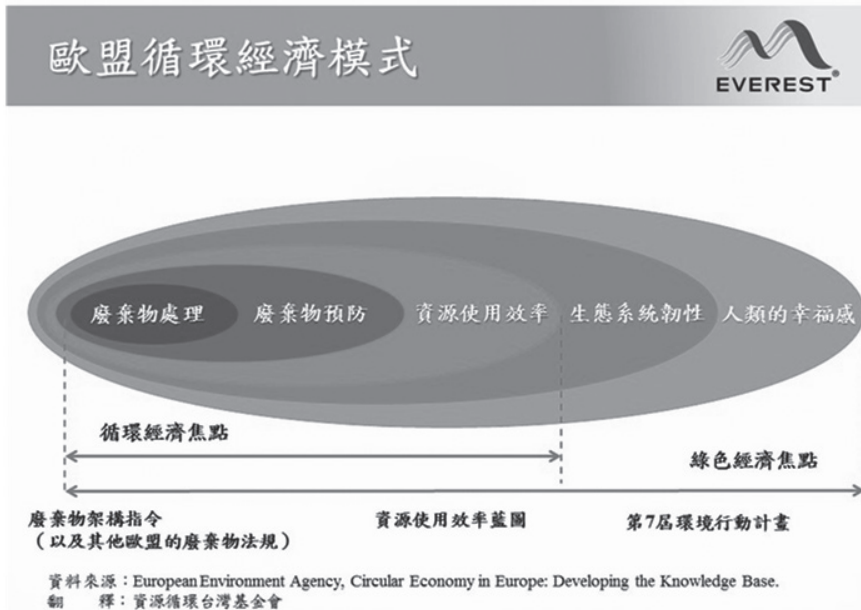 歐盟循環經濟模式
EVEREST®
廢棄物處理 廢棄物預防 資源使用效率 生態系統韌性 人類的幸福感
循環經濟焦點
綠色經濟焦點
廢棄物架構指令 資源使用效率藍圖 第7屆環境行動計畫
（以及其他歐盟的廢棄物法規）
資料來源：European Environment Agency, Circular Economy in Europe: Developing the Knowledge Base.
翻 釋：資源循環台灣基金會